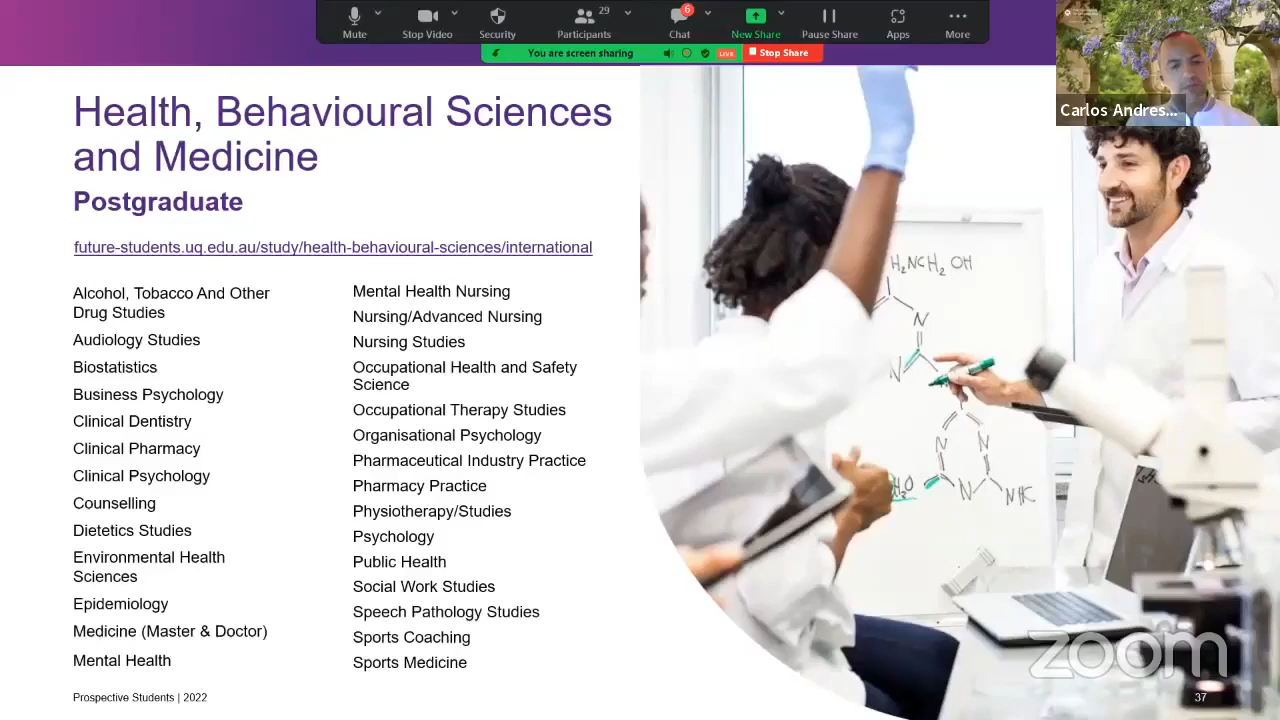 Mute
Stop Video
Security
Participants
29
Chat
6
New Share
Pause Share
Apps
More
You are screen sharing
LIVE
Stop Share
Carlos Andres...
Health, Behavioural Sciences
and Medicine
Postgraduate
future-students.uq.edu.au/study/health-behavioural-sciences/international
Alcohol, Tobacco And Other
Drug Studies
Audiology Studies
Biostatistics
Business Psychology
Clinical Dentistry
Clinical Pharmacy
Clinical Psychology
Counselling
Dietetics Studies
Environmental Health
Sciences
Epidemiology
Medicine (Master & Doctor)
Mental Health
Mental Health Nursing
Nursing/Advanced Nursing
Nursing Studies
Occupational Health and Safety
Science
Occupational Therapy Studies
Organisational Psychology
Pharmaceutical Industry Practice
Pharmacy Practice
Physiotherapy/Studies
Psychology
Public Health
Social Work Studies
Speech Pathology Studies
Sports Coaching
Sports Medicine
H₂NCH₂ OH
N
N
N
N
N
NHC
zoom
Prospective Students | 2022
37